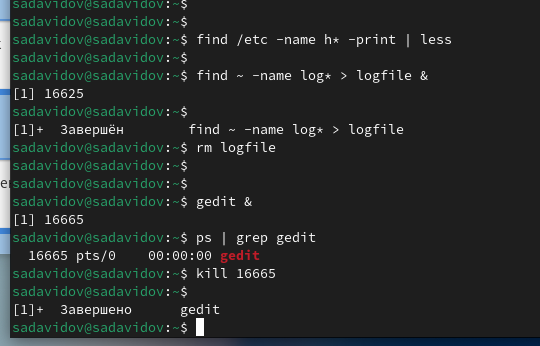 sadavidov@sadavidov:~$
sadavidov@sadavidov:~$
sadavidov@sadavidov:~$ find /etc -name h* -print | less
sadavidov@sadavidov:~$
sadavidov@sadavidov:~$ find ~ -name log* > logfile &
[1] 16625
sadavidov@sadavidov:~$
[1]+  Завершён        find ~ -name log* > logfile
sadavidov@sadavidov:~$ rm logfile
sadavidov@sadavidov:~$
sadavidov@sadavidov:~$
sadavidov@sadavidov:~$ gedit &
[1] 16665
sadavidov@sadavidov:~$ ps | grep gedit
  16665 pts/0    00:00:00 gedit
sadavidov@sadavidov:~$ kill 16665
sadavidov@sadavidov:~$
[1]+  Завершено      gedit
sadavidov@sadavidov:~$